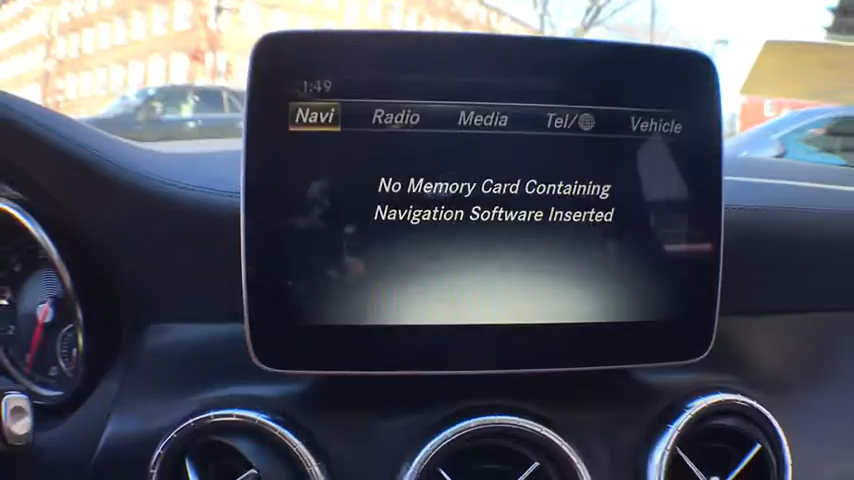 1:49
Navi Radio Media Tel/ Vehicle
No Memory Card Containing
Navigation Software Inserted